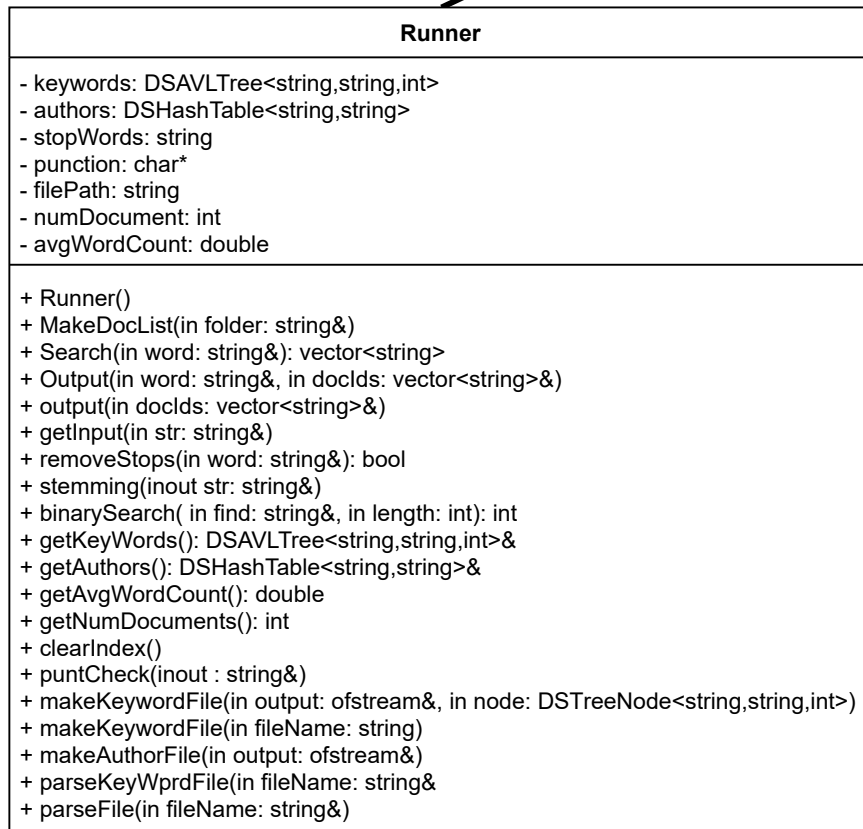 Runner
- keywords: DSAVLTree<string,string,int>
- authors: DSHashTable<string,string>
- stopWords: string
- punction: char*
- filePath: string
- numDocument: int
- avgWordCount: double
+ Runner()
+ MakeDocList(in folder: string&)
+ Search(in word: string&): vector<string>
+ Output(in word: string&, in docIds: vector<string>&)
+ output(in docIds: vector<string>&)
+ getInput(in str: string&)
+ removeStops(in word: string&): bool
+ stemming(inout str: string&)
+ binarySearch( in find: string&, in length: int): int
+ getKeyWords(): DSAVLTree<string,string,int>&
+ getAuthors(): DSHashTable<string,string>&
+ getAvgWordCount(): double
+ getNumDocuments(): int
+ clearIndex()
+ puntCheck(inout : string&)
+ makeKeywordFile(in output: ofstream&, in node: DSTreeNode<string,string,int>)
+ makeKeywordFile(in fileName: string)
+ makeAuthorFile(in output: ofstream&)
+ parseKeyWprdFile(in fileName: string&
+ parseFile(in fileName: string&)